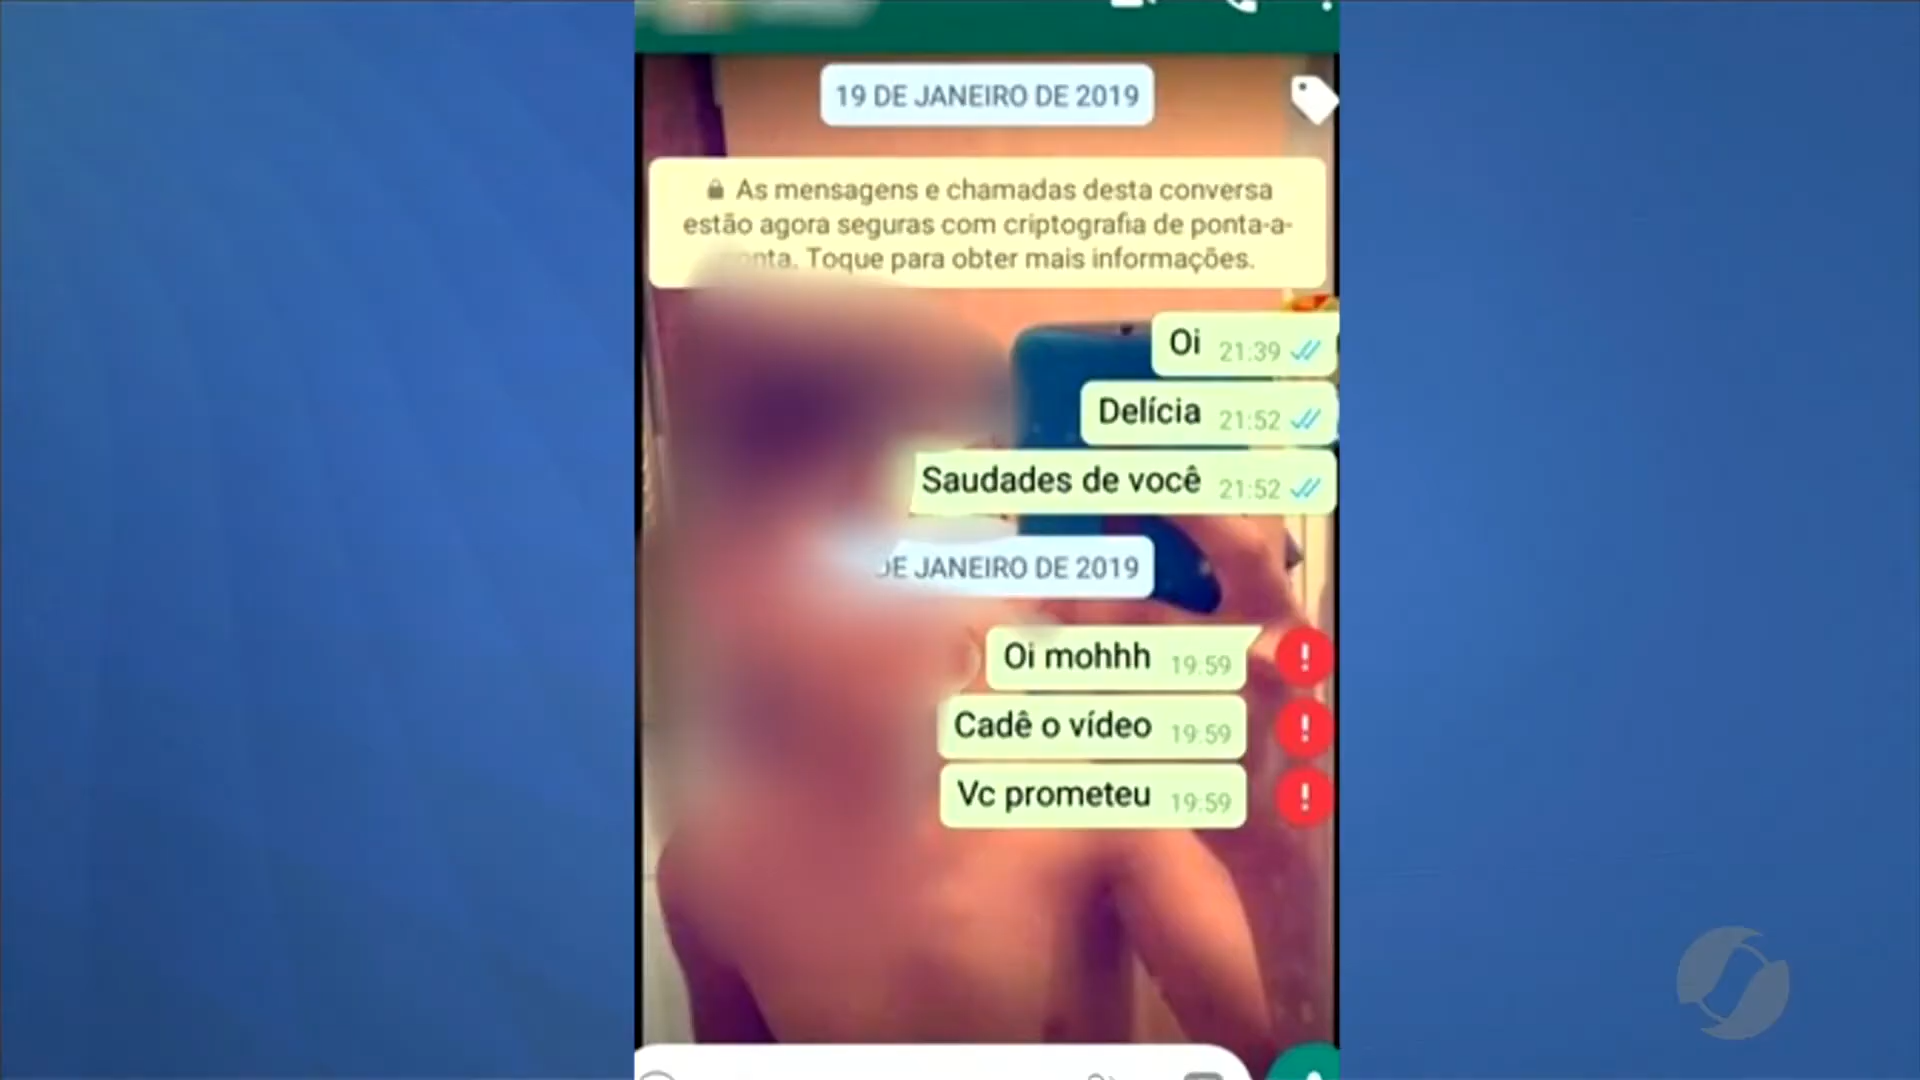 19 DE JANEIRO DE 2019
As mensagens e chamadas desta conversa
estão agora seguras com criptografia de ponta-a-
Toque para obter mais informações.
Oi 21:39
Delícia 21:52
Saudades de você 21:52
DE JANEIRO DE 2019
Oi mohhh 19:59
Cadê o vídeo 19:59
Vc prometeu 19:59